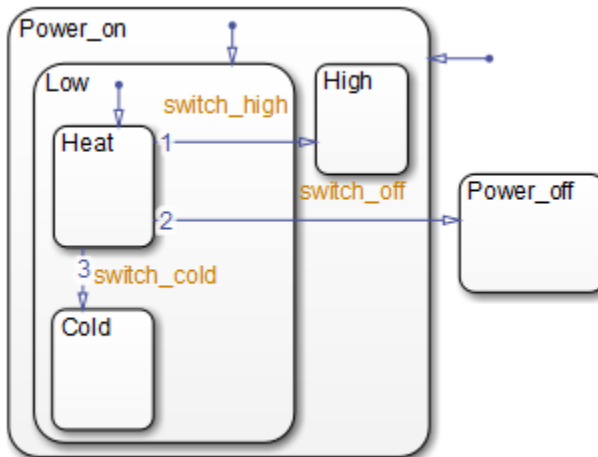 Power_on
Low
High
switch_high
Heat
1
switch_off
Power_off
2
3
switch_cold
Cold